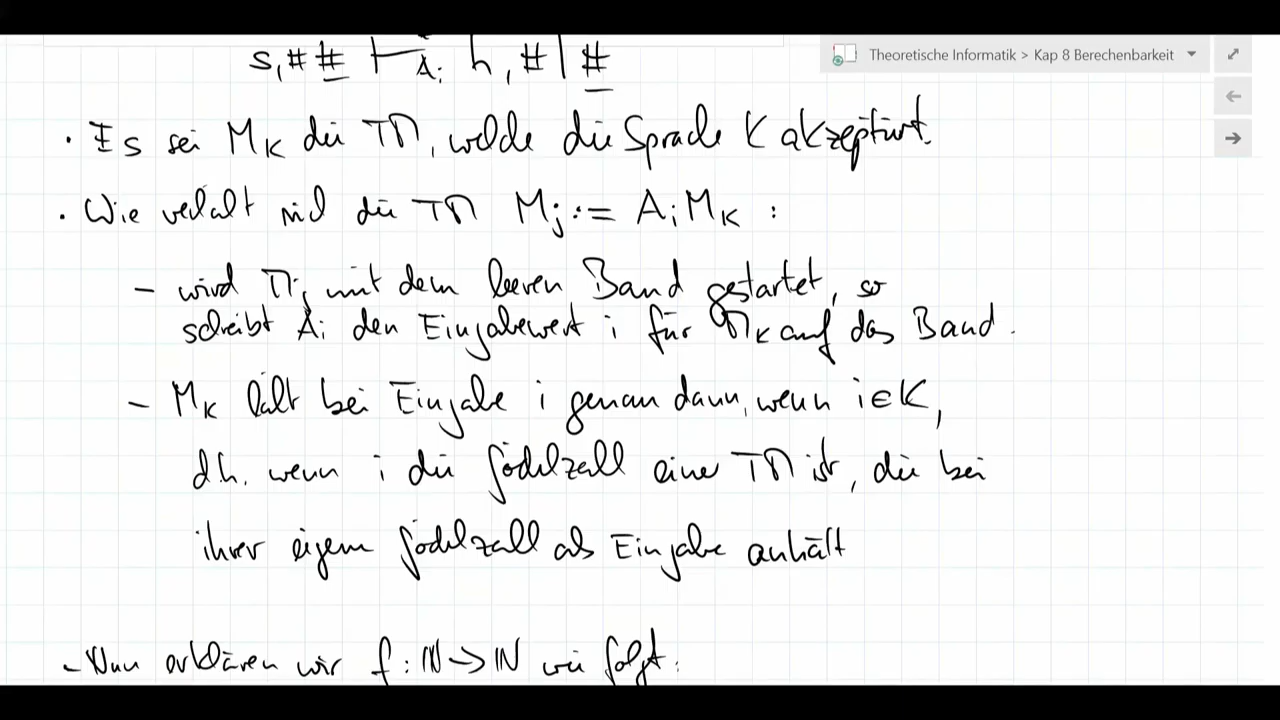 s, # # ⊢*_Ai h, # | #
Theoretische Informatik > Kap 8 Berechenbarkeit
· Es sei M_K die TM, welche die Sprache K akzeptiert.
· Wie verhält sich die TM M_j := A_i M_K :
- wird M_j mit dem leeren Band gestartet, so
schreibt A_i den Eingabewert i für M_K auf das Band.
- M_K hält bei Eingabe i genau dann, wenn i ∈ K,
d.h. wenn i die Gödelzahl einer TM ist, die bei
ihrer eigenen Gödelzahl als Eingabe anhält
- Nun erklären wir f : ℕ → ℕ wie folgt: